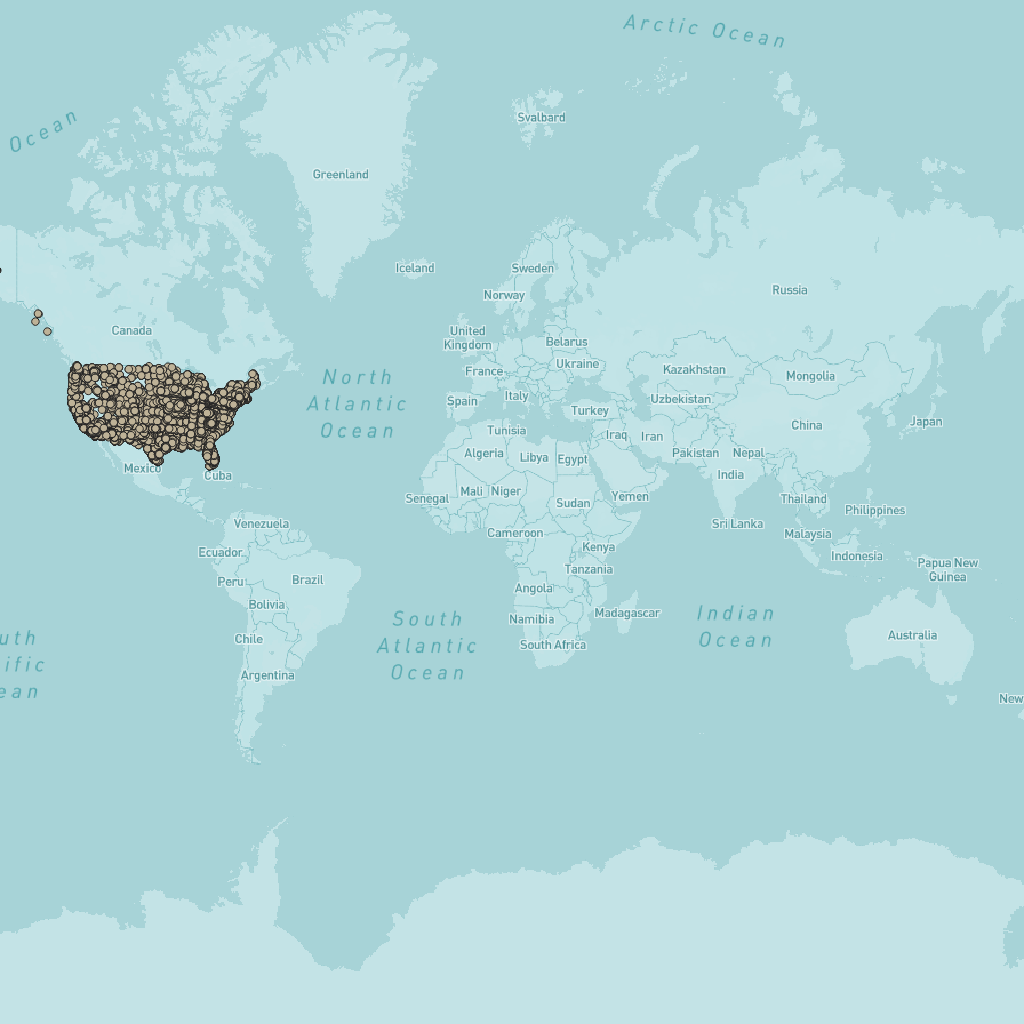 Arctic Ocean
Ocean
Svalbard
Greenland
Iceland
Sweden
Norway
Russia
Canada
United
Kingdom
Belarus
Ukraine
France
Kazakhstan
Mongolia
North
Atlantic
Ocean
Italy
Spain
Uzbekistan
Turkey
Japan
China
Tunisia
Iraq
Iran
Algeria
Libya
Egypt
Pakistan
Nepal
India
Mexico
Cuba
Senegal
Mali
Niger
Sudan
Yemen
Thailand
Philippines
Venezuela
Sri Lanka
Cameroon
Malaysia
Ecuador
Kenya
Indonesia
Peru
Brazil
Tanzania
Papua New
Guinea
Angola
Bolivia
Namibia
Madagascar
South
Atlantic
Ocean
Indian
Ocean
Chile
South Africa
Australia
uth
ific
ean
Argentina
New